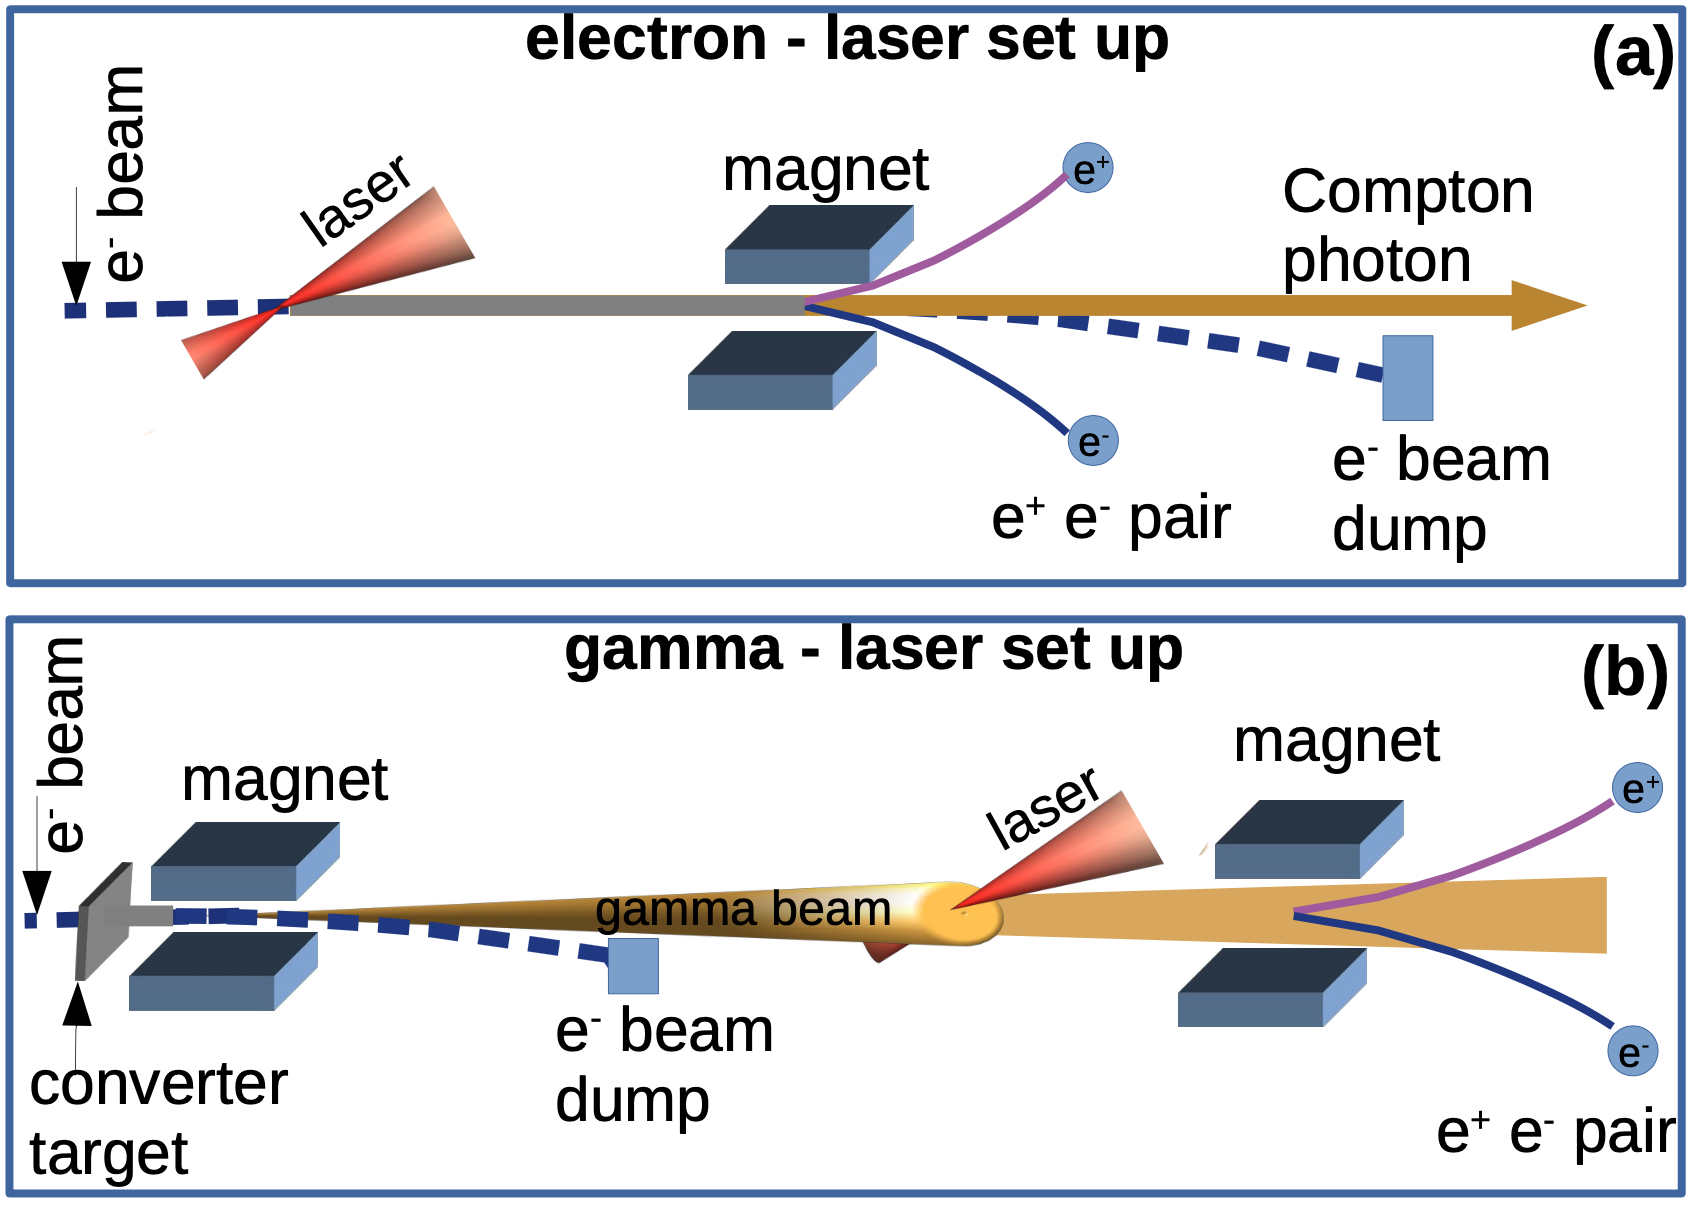 electron - laser set up
(a)
e⁻ beam
laser
magnet
e⁺
Compton
photon
e⁻
e⁻ beam
dump
e⁺ e⁻ pair
gamma - laser set up
(b)
e⁻ beam
magnet
magnet
laser
e⁺
gamma beam
e⁻ beam
dump
e⁻
converter
target
e⁺ e⁻ pair